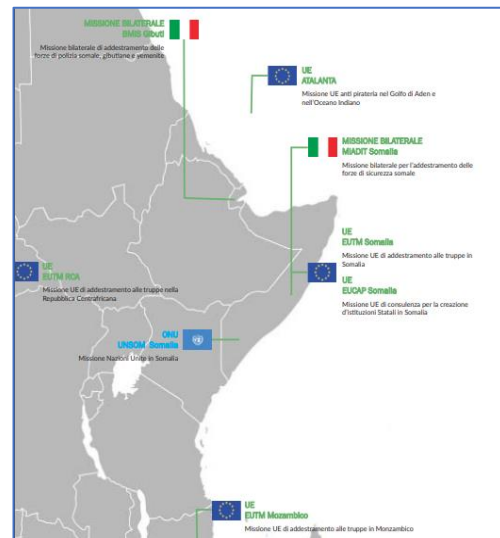 MISSIONE BILATERALE
BMIS Gibuti
Missione bilaterale di addestramento delle
forze di polizia somale, gibutiane e yemenite
UE
ATALANTA
Missione UE anti pirateria nel Golfo di Aden e
nell'Oceano Indiano
MISSIONE BILATERALE
MIADIT Somalia
Missione bilaterale per l'addestramento delle
forze di sicurezza somale
UE
EUTM Somalia
Missione UE di addestramento alle truppe in
Somalia
UE
EUCAP Somalia
Missione UE di consulenza per la creazione
d'istituzioni Statali in Somalia
UE
EUTM RCA
Missione UE di addestramento alle truppe nella
Repubblica Centrafricana
ONU
UNSOM Somalia
Missione Nazioni Unite in Somalia
UE
EUTM Mozambico
Missione UE di addestramento alle truppe in Monzambico